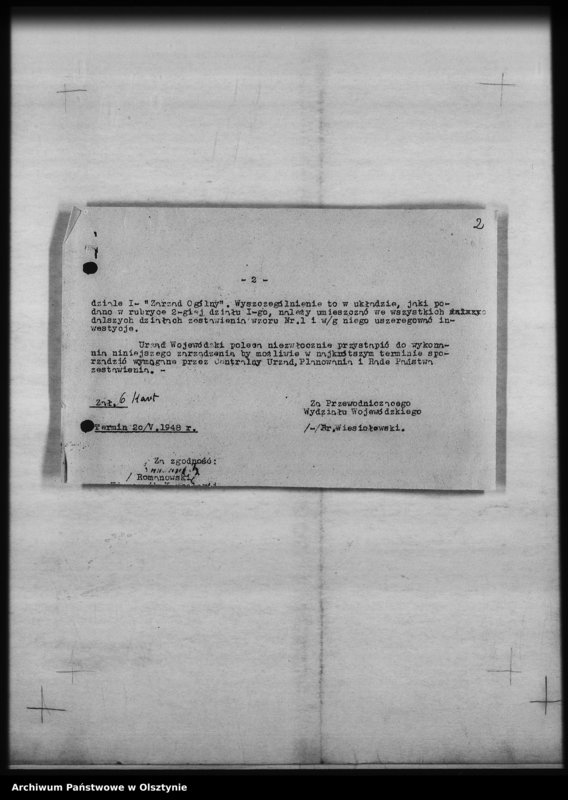 2
- 2 -
dziale I- "Zarząd Ogólny". Wyszczególnienie to w układzie, jaki po-
dano w rubryce 2-giej działu I-go, należy umieszczać we wszystkich
dalszych działach zestawienia wzoru Nr.1 i w/g niego uszeregować in-
westycje.
Urząd Wojewódzki poleca niezwłocznie przystąpić do wykona-
nia niniejszego zarządzenia by możliwie w najkrótszym terminie spo-
rządzić wymagane przez Centralny Urząd Planowania i Radę Państwa
zestawienia. -
Zał. 6
Za Przewodniczącego
Wydziału Wojewódzkiego
Termin 20/V.1948 r.
/-/ Wiesiołowski.
Za zgodność:
/ Romanowski/
Archiwum Państwowe w Olsztynie